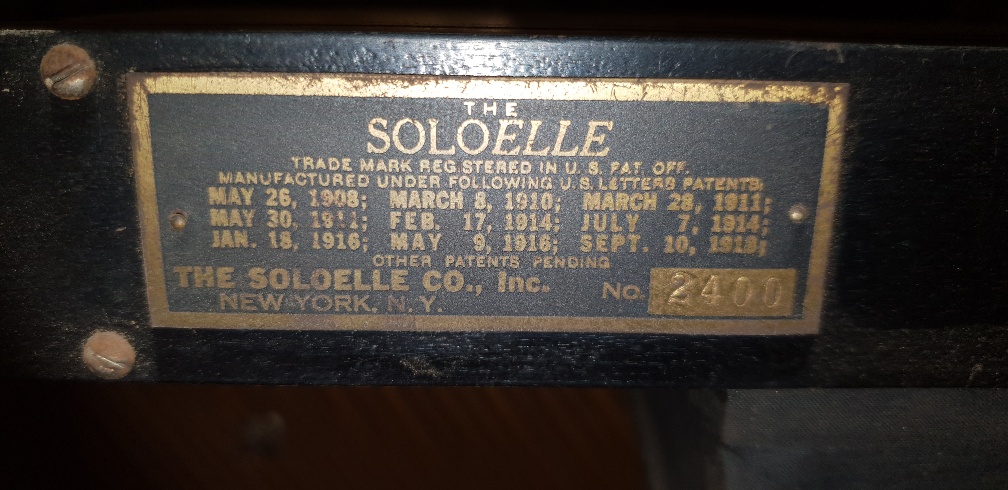 THE
SOLOËLLE
TRADE MARK REGISTERED IN U.S. PAT. OFF.
MANUFACTURED UNDER FOLLOWING U.S. LETTERS PATENTS:
MAY 26, 1908; MARCH 8, 1910; MARCH 28, 1911;
MAY 30, 1911; FEB. 17, 1914; JULY 7, 1914;
JAN. 18, 1916; MAY 9, 1916; SEPT. 10, 1918;
OTHER PATENTS PENDING
THE SOLOELLE CO., Inc.
NEW YORK, N.Y.
No. 2400